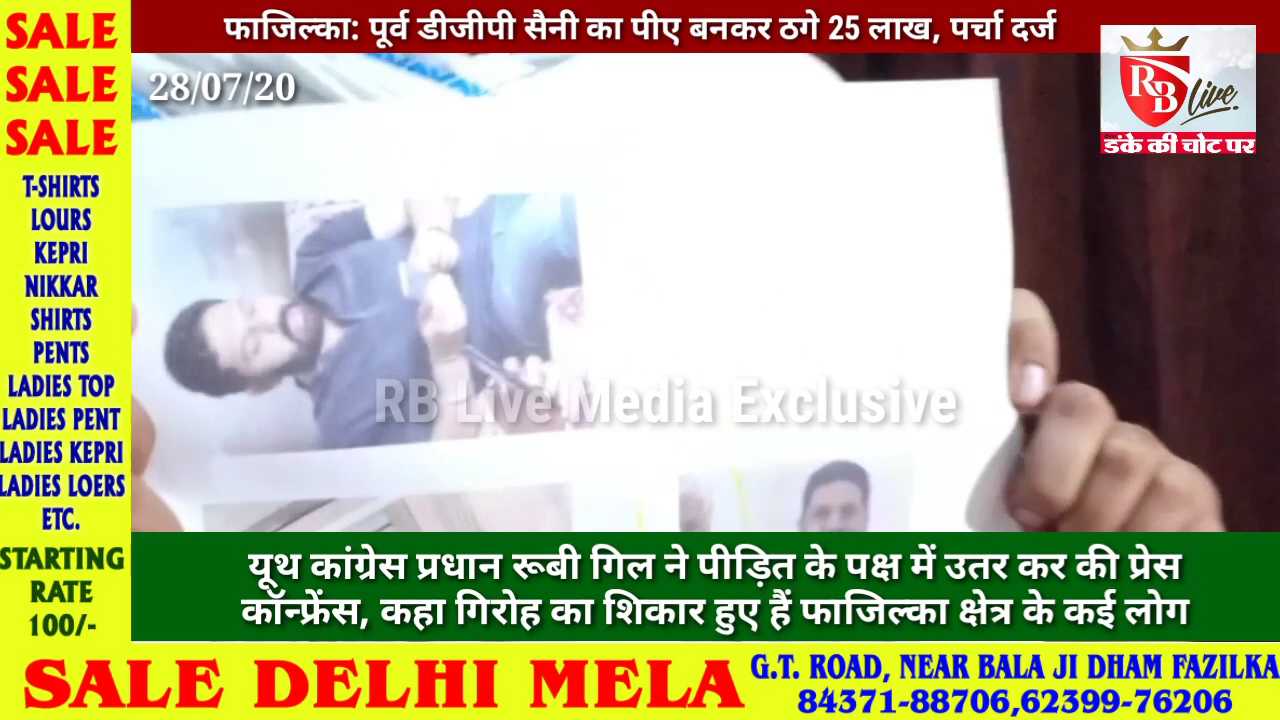 SALE
SALE
SALE
T-SHIRTS
LOURS
KEPRI
NIKKAR
SHIRTS
PENTS
LADIES TOP
LADIES PENT
LADIES KEPRI
LADIES LOERS
ETC.
STARTING
RATE
100/-
फाजिल्का: पूर्व डीजीपी सैनी का पीए बनकर ठगे 25 लाख, पर्चा दर्ज
28/07/20
RB Live.
डंके की चोट पर
RB Live Media Exclusive
यूथ कांग्रेस प्रधान रूबी गिल ने पीड़ित के पक्ष में उतर कर की प्रेस
कॉन्फ्रेंस, कहा गिरोह का शिकार हुए हैं फाजिल्का क्षेत्र के कई लोग
SALE DELHI MELA
G.T. ROAD, NEAR BALA JI DHAM FAZILKA
84371-88706,62399-76206